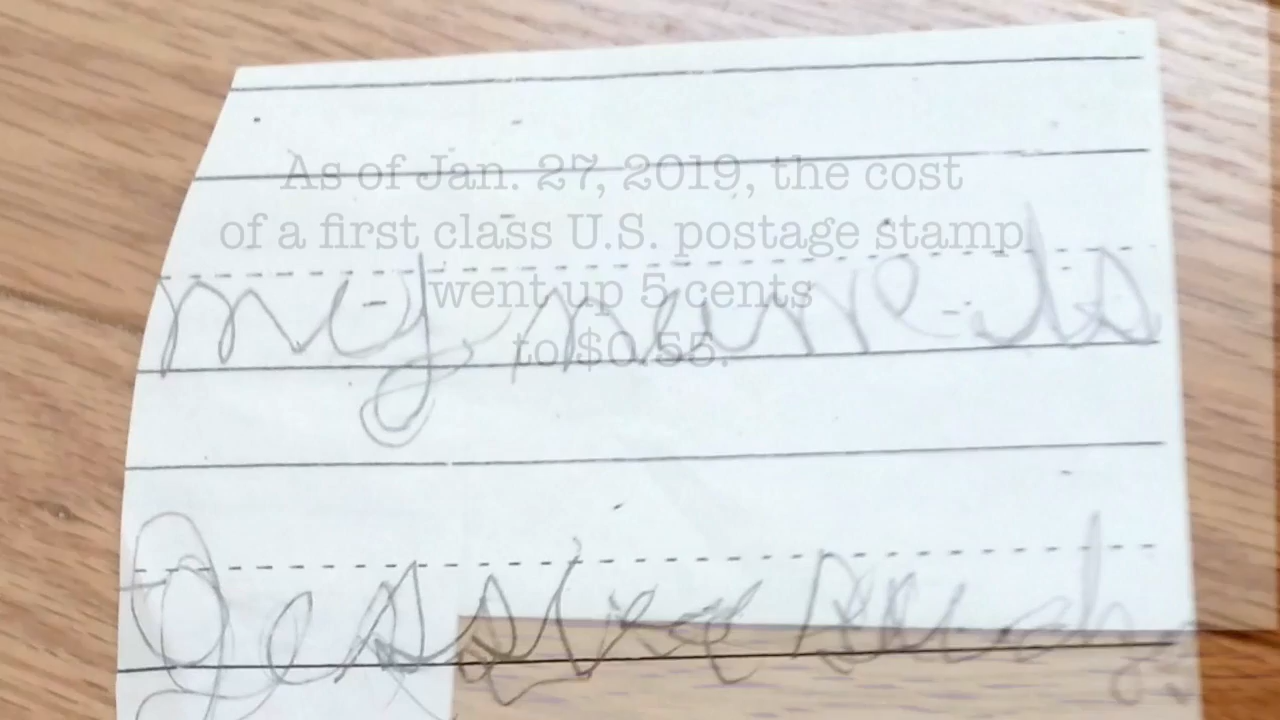 As of Jan. 27, 2019, the cost
of a first class U.S. postage stamp
went up 5 cents
to $0.55.
my name is
Jessie